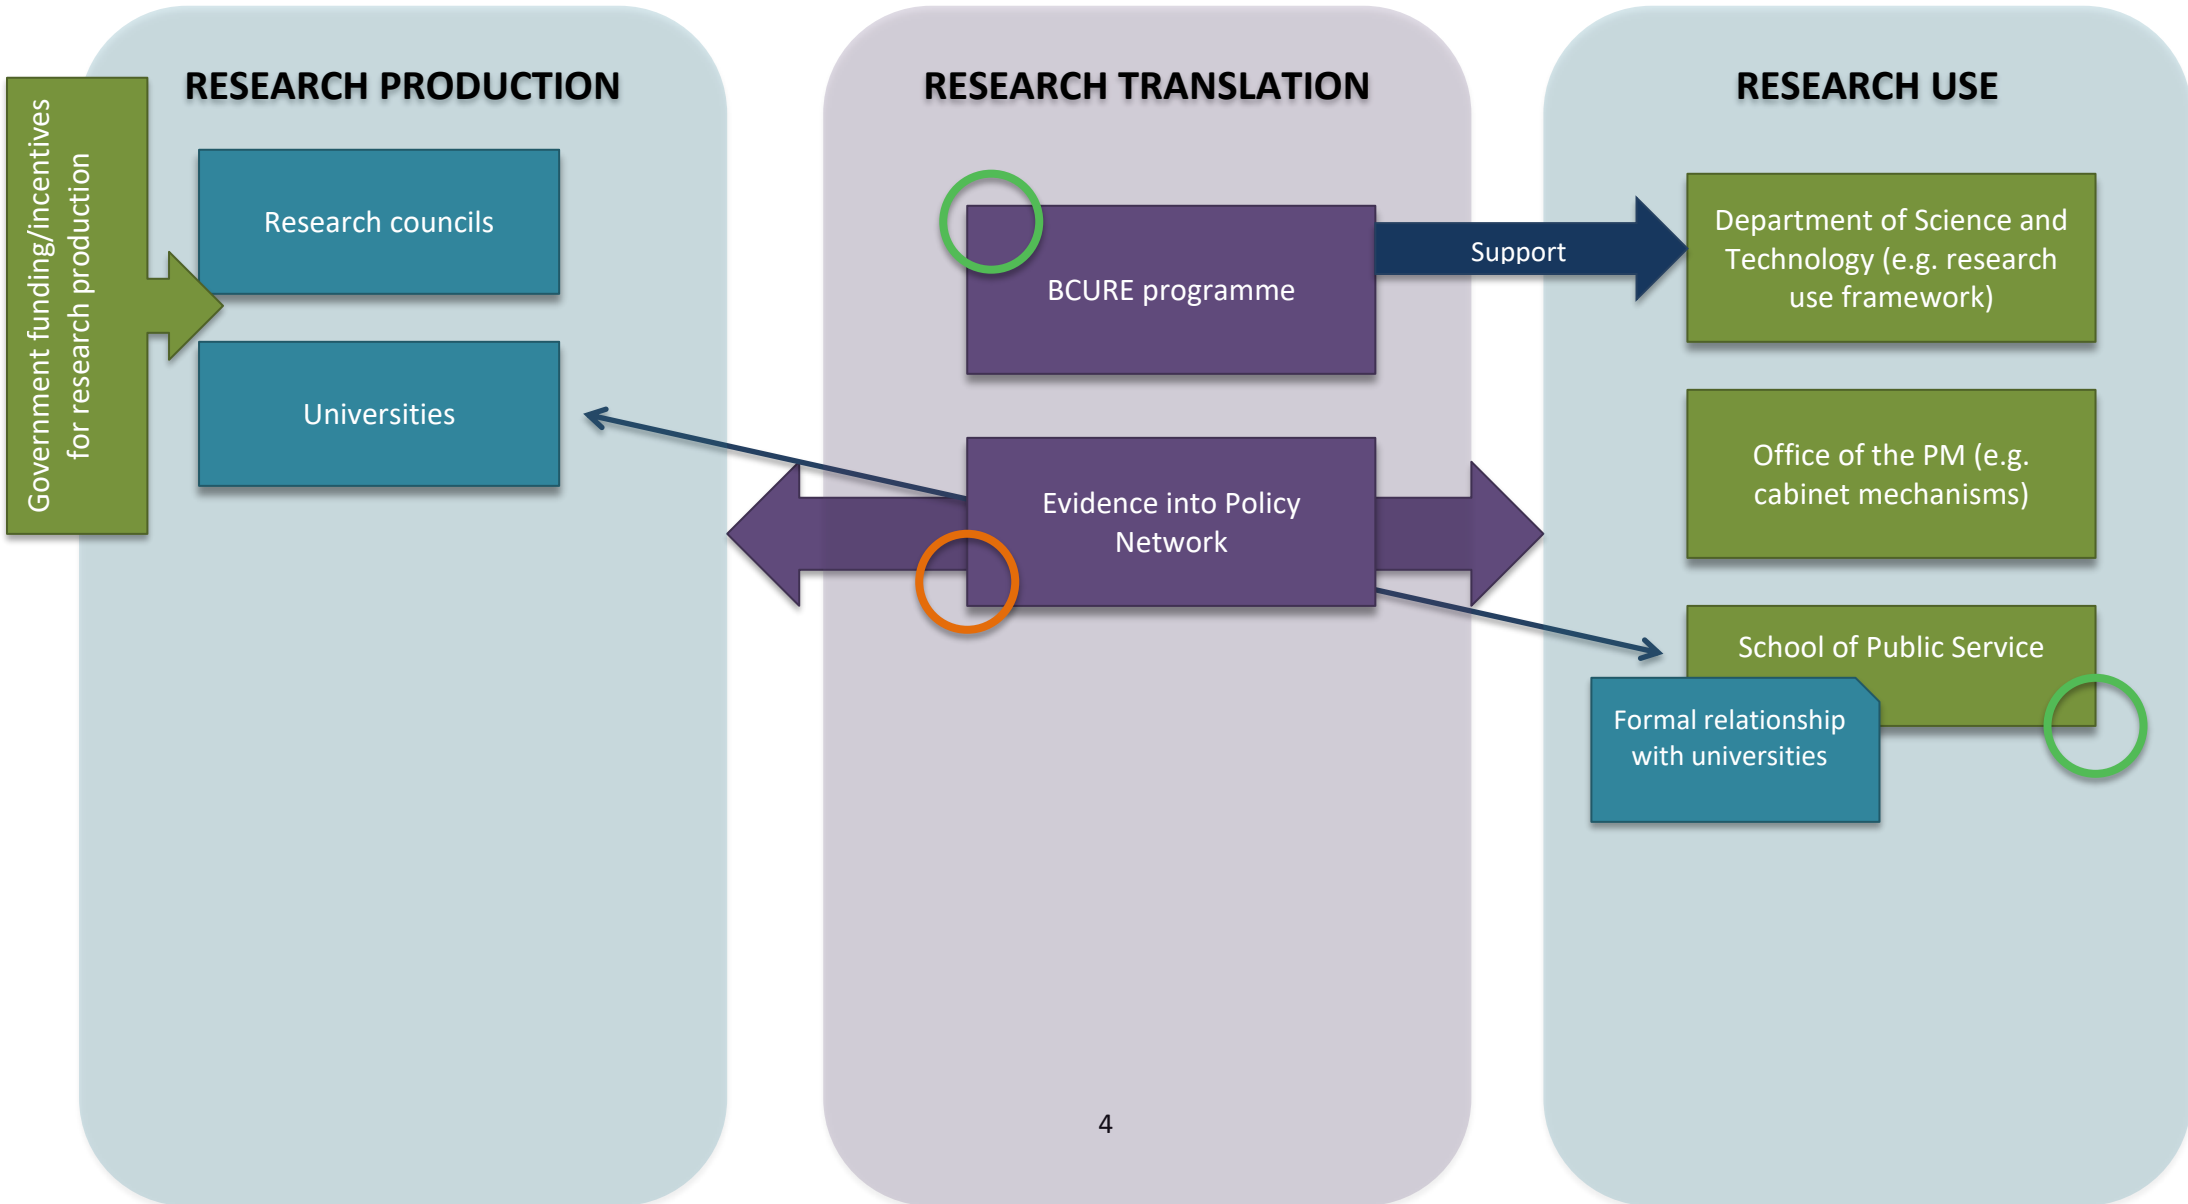 Government funding/incentives
for research production
RESEARCH PRODUCTION
Research councils
Universities
RESEARCH TRANSLATION
BCURE programme
Support
Evidence into Policy
Network
RESEARCH USE
Department of Science and
Technology (e.g. research
use framework)
Office of the PM (e.g.
cabinet mechanisms)
School of Public Service
Formal relationship
with universities
4